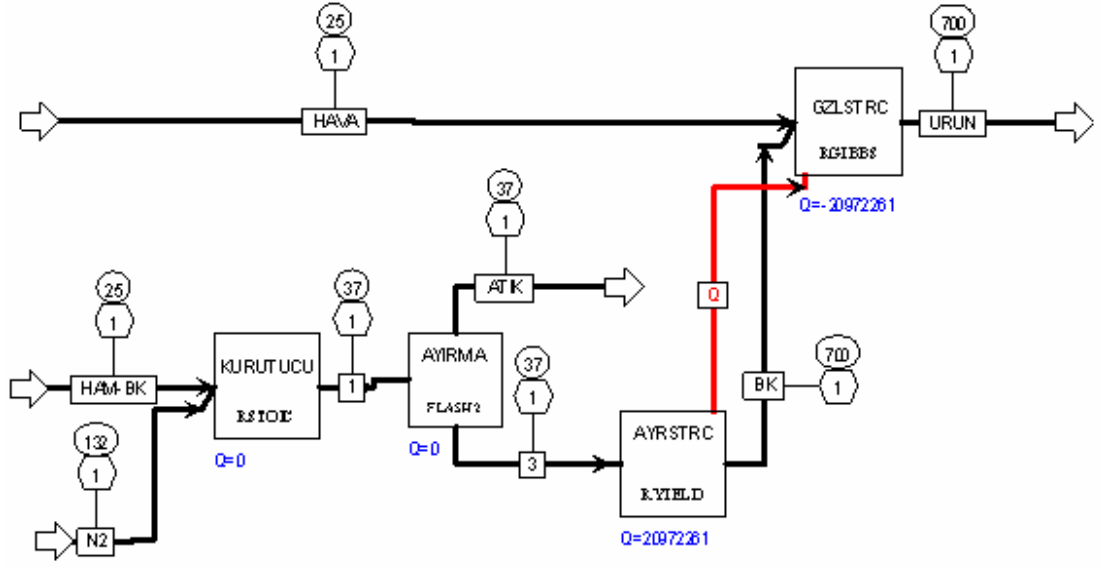 25
1
HAVA
700
1
GZLSTRC
RGIBBS
URUN
Q=-20972261
37
1
ATIK
25
1
HAM-BK
KURUTUCU
RSTOIC
Q=0
37
1
1
AYIRMA
FLASH2
Q=0
37
1
3
Q
BK
700
1
AYRSTRC
RYIELD
Q=20972261
132
1
N2